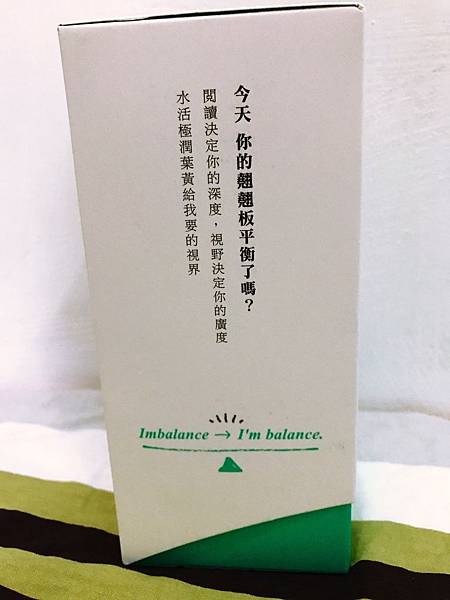 今天 你的翹翹板平衡了嗎？
閱讀決定你的深度，視野決定你的廣度
水活極潤葉黃給我要的視界
Imbalance → I'm balance.